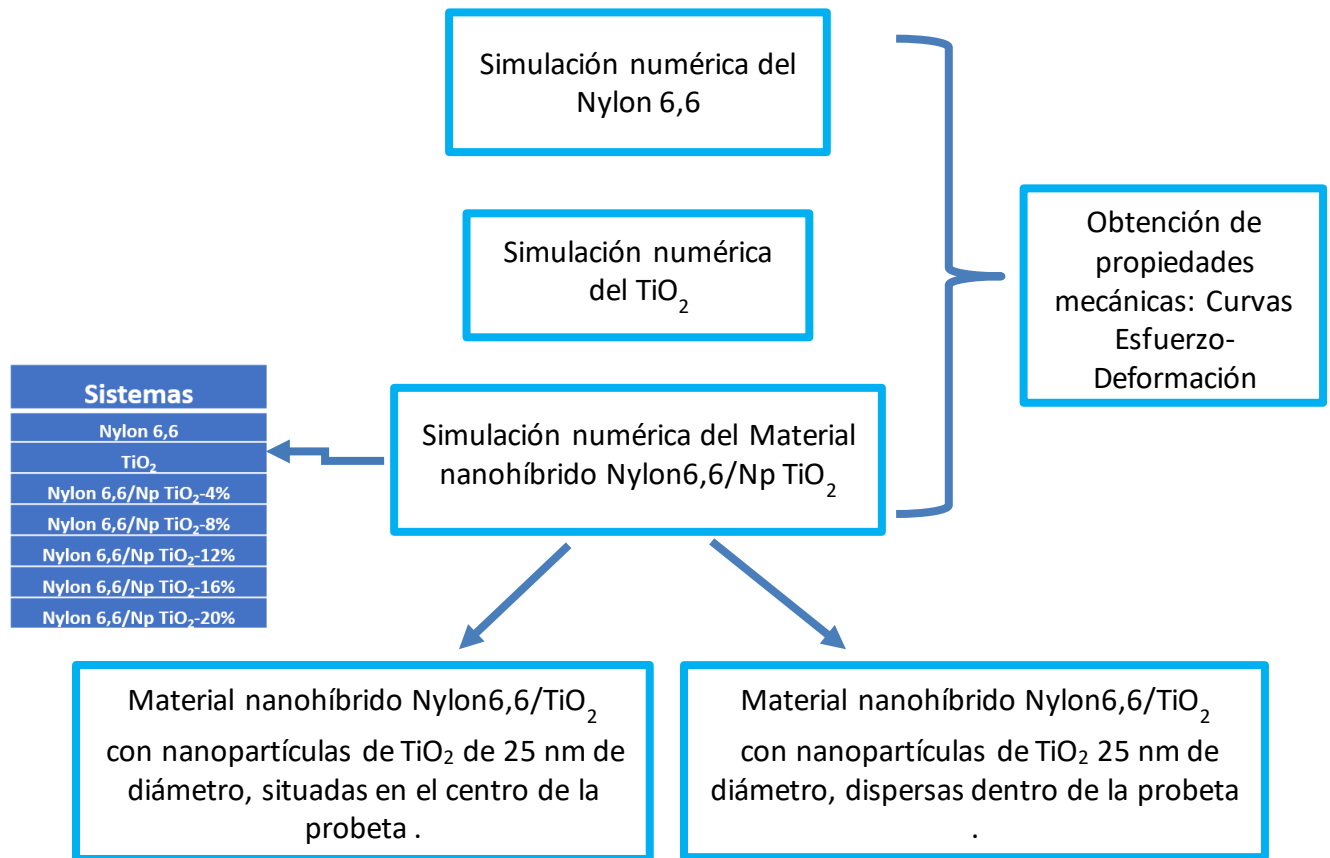 Simulación numérica del
Nylon 6,6
Simulación numérica
del TiO₂
Obtención de
propiedades
mecánicas: Curvas
Esfuerzo-
Deformación
Sistemas
Nylon 6,6
TiO₂
Nylon 6,6/Np TiO₂-4%
Nylon 6,6/Np TiO₂-8%
Nylon 6,6/Np TiO₂-12%
Nylon 6,6/Np TiO₂-16%
Nylon 6,6/Np TiO₂-20%
Simulación numérica del Material
nanohíbrido Nylon6,6/Np TiO₂
Material nanohíbrido Nylon6,6/TiO₂
con nanopartículas de TiO₂ de 25 nm de
diámetro, situadas en el centro de la
probeta .
Material nanohíbrido Nylon6,6/TiO₂
con nanopartículas de TiO₂ 25 nm de
diámetro, dispersas dentro de la probeta
.